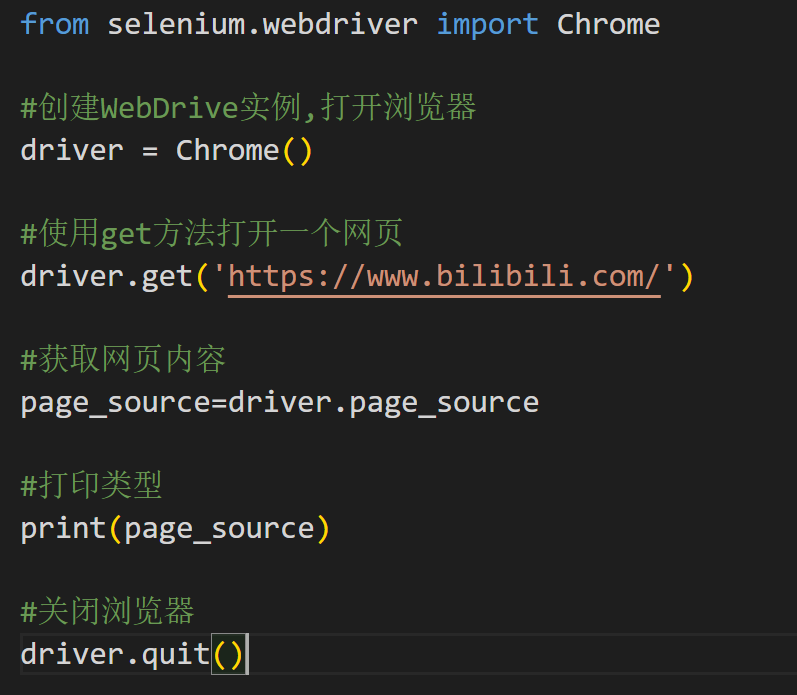 from selenium.webdriver import Chrome
#创建WebDrive实例,打开浏览器
driver = Chrome()
#使用get方法打开一个网页
driver.get('https://www.bilibili.com/')
#获取网页内容
page_source=driver.page_source
#打印类型
print(page_source)
#关闭浏览器
driver.quit()